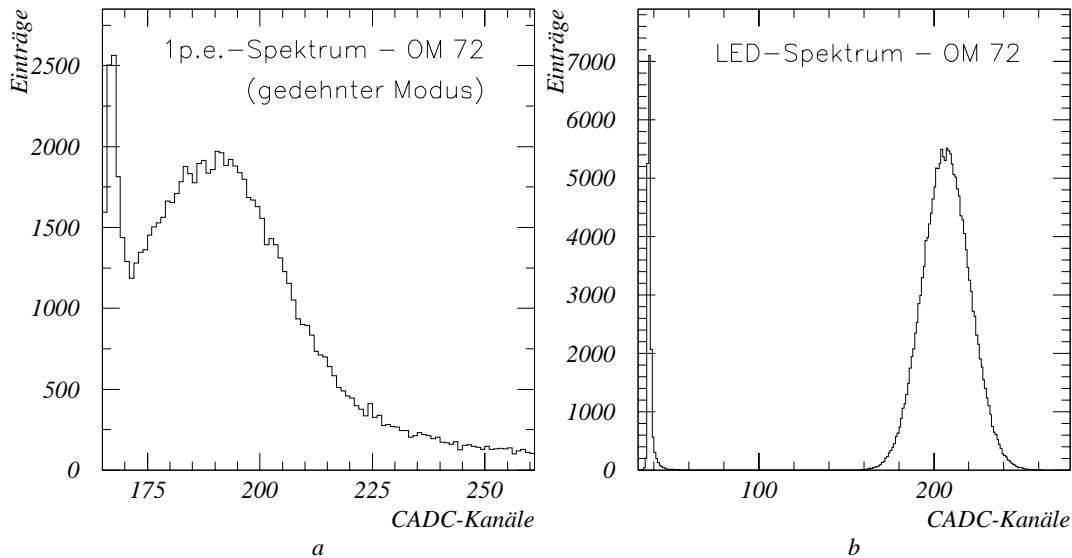 Einträge
1p.e.-Spektrum - OM 72
(gedehnter Modus)
2500
2000
1500
1000
500
0
175
200
225
250
CADC-Kanäle
a
Einträge
LED-Spektrum - OM 72
7000
6000
5000
4000
3000
2000
1000
0
100
200
CADC-Kanäle
b